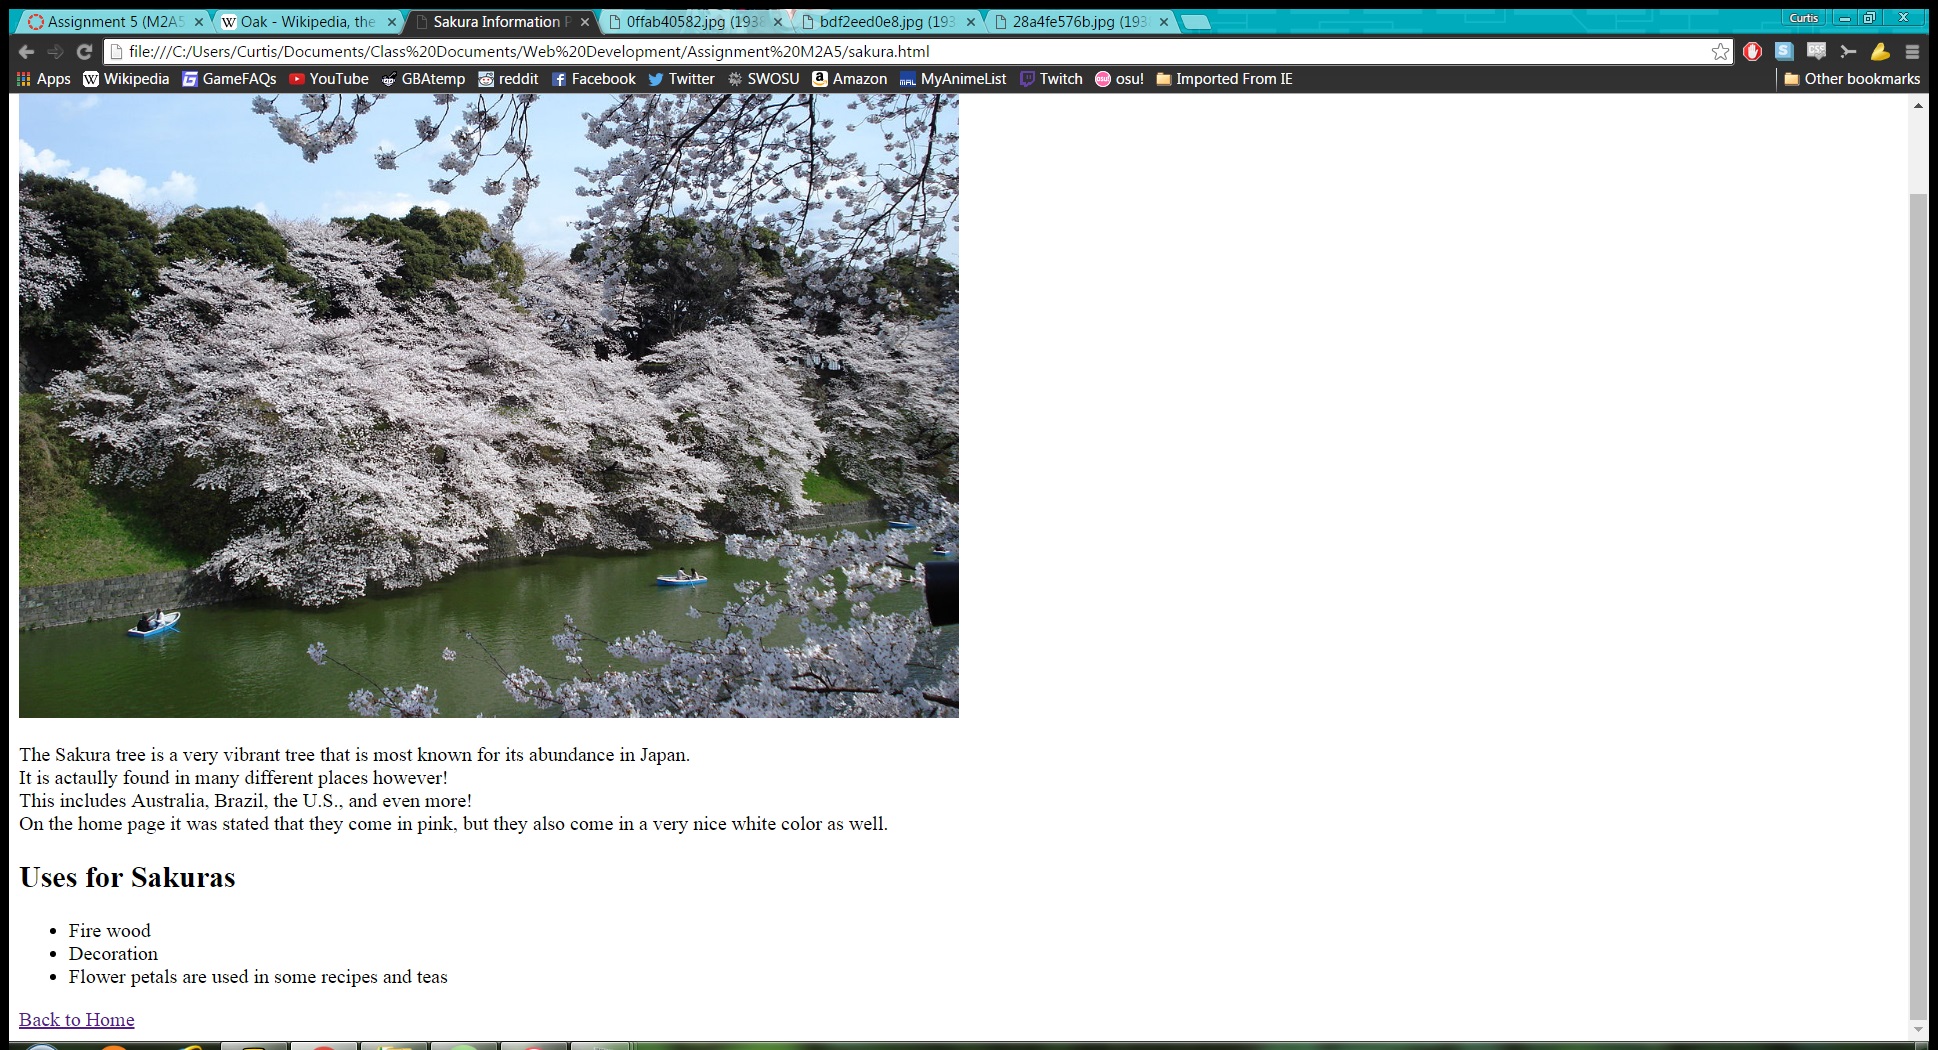 Assignment 5 (M2A5
Oak - Wikipedia, the
Sakura Information P
0ffab40582.jpg (193
bdf2eed0e8.jpg (193
28a4fe576b.jpg (193
Curtis
file:///C:/Users/Curtis/Documents/Class%20Documents/Web%20Development/Assignment%20M2A5/sakura.html
Apps Wikipedia GameFAQs YouTube GBAtemp reddit Facebook Twitter SWOSU Amazon MyAnimeList Twitch osu! Imported From IE Other bookmarks
The Sakura tree is a very vibrant tree that is most known for its abundance in Japan.
It is actaully found in many different places however!
This includes Australia, Brazil, the U.S., and even more!
On the home page it was stated that they come in pink, but they also come in a very nice white color as well.
Uses for Sakuras
Fire wood
Decoration
Flower petals are used in some recipes and teas
Back to Home